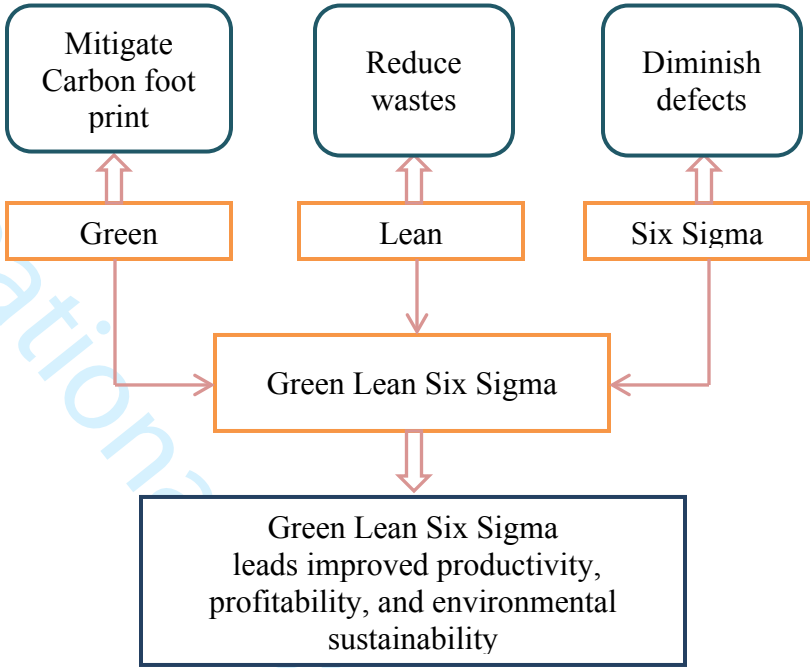 Mitigate
Carbon foot
print
Reduce
wastes
Diminish
defects
Green
Lean
Six Sigma
Green Lean Six Sigma
Green Lean Six Sigma
leads improved productivity,
profitability, and environmental
sustainability